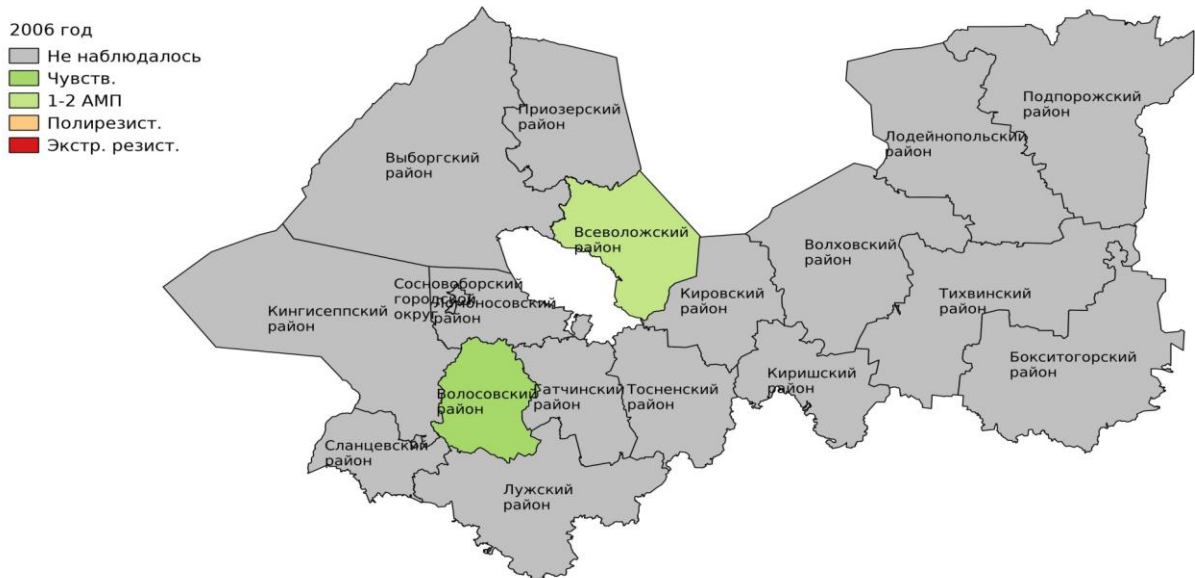 2006 год
Не наблюдалось
Чувств.
1-2 АМП
Полирезист.
Экстр. резист.
Приозерский
район
Подпорожский
район
Лодейнопольский
район
Выборгский
район
Всеволожский
район
Волховский
район
Сосновоборский
городской
округ
Ломоносовский
район
Кингисеппский
район
Кировский
район
Тихвинский
район
Бокситогорский
район
Киришский
район
Волосовский
район
Гатчинский
район
Тосненский
район
Сланцевский
район
Лужский
район